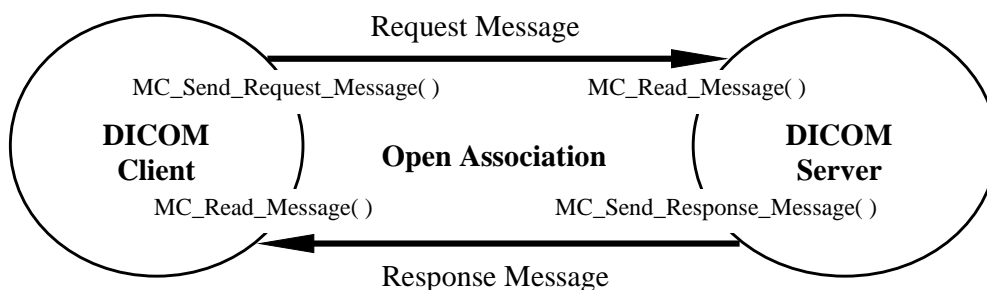 Request Message
MC_Send_Request_Message( )
MC_Read_Message( )
DICOM
Client
Open Association
DICOM
Server
MC_Read_Message( )
MC_Send_Response_Message( )
Response Message